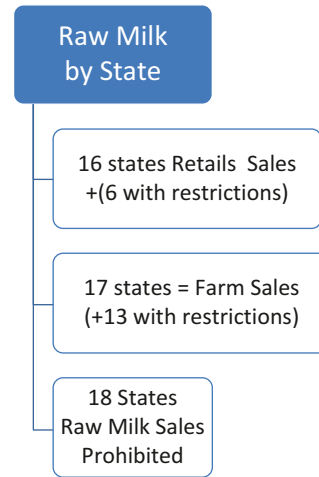 Raw Milk
by State
16 states Retails Sales
+(6 with restrictions)
17 states = Farm Sales
(+13 with restrictions)
18 States
Raw Milk Sales
Prohibited